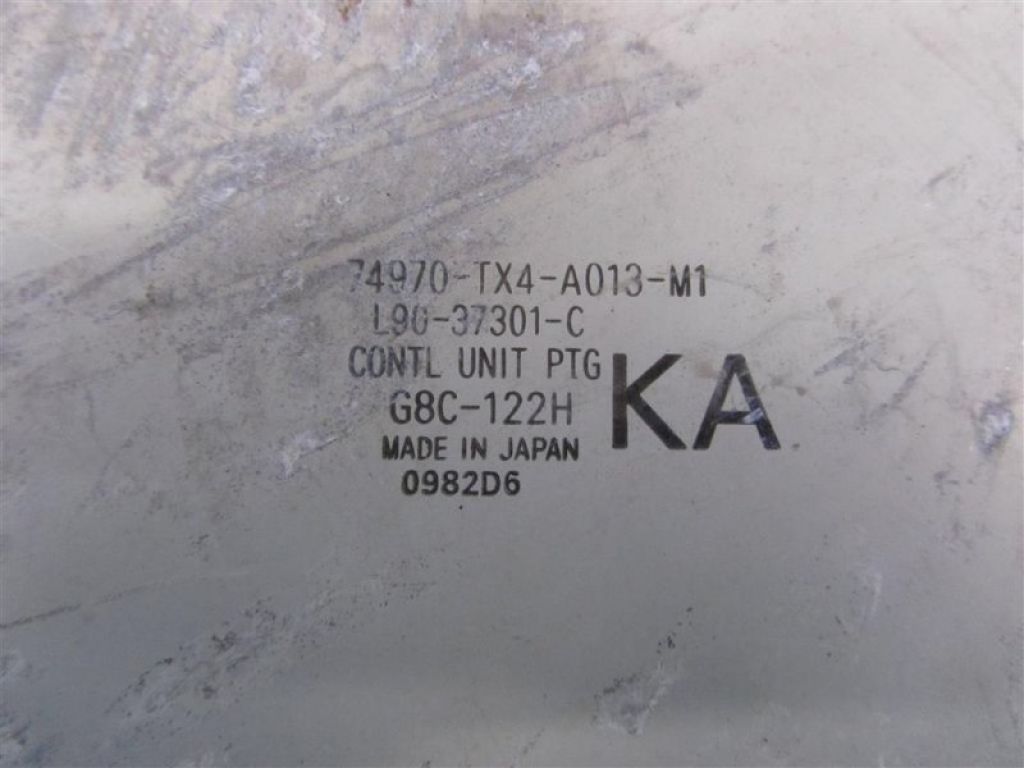 74970-TX4-A013-M1
L90-37301-C
CONTL UNIT PTG
G8C-122H
KA
MADE IN JAPAN
0982D6